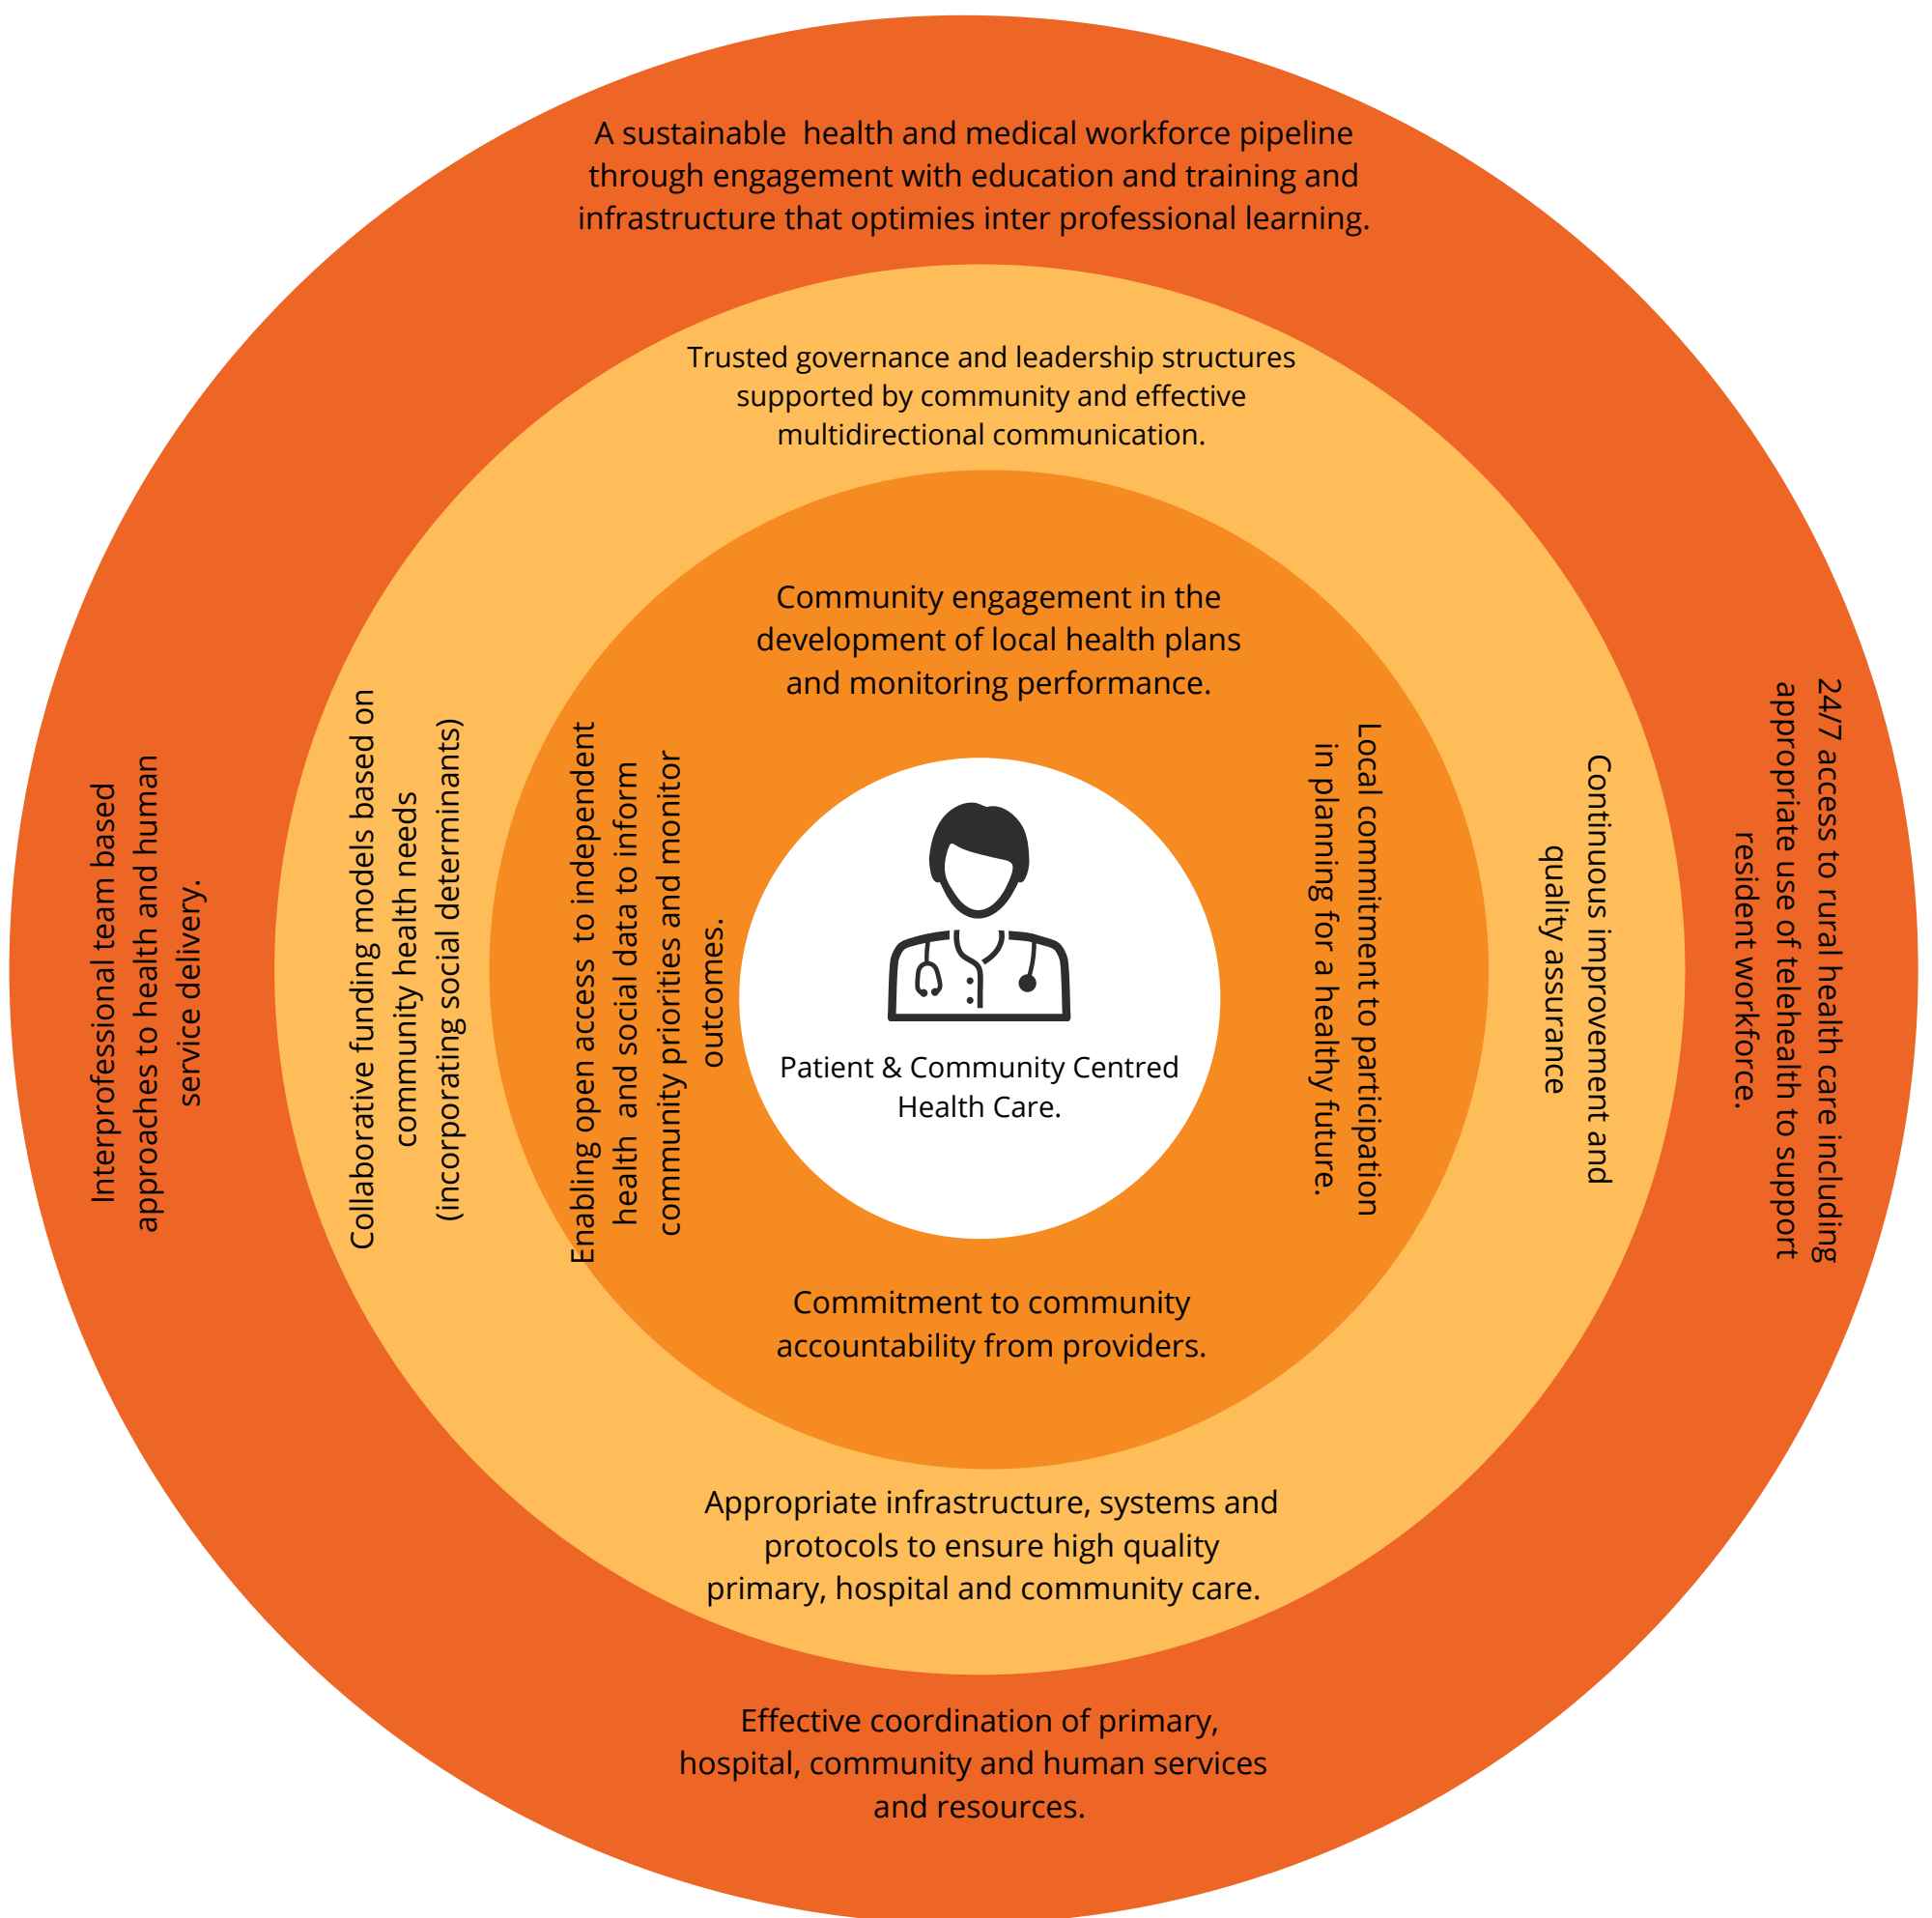 A sustainable  health and medical workforce pipeline
through engagement with education and training and
infrastructure that optimies inter professional learning.
Trusted governance and leadership structures
supported by community and effective
multidirectional communication.
Community engagement in the
development of local health plans
and monitoring performance.
Interprofessional team based
approaches to health and human
service delivery.
Collaborative funding models based on
community health needs
(incorporating social determinants)
Enabling open access  to independent
health  and social data to inform
community priorities and monitor
outcomes.
Patient & Community Centred
Health Care.
Local commitment to participation
in planning for a healthy future.
Continuous improvement and
quality assurance
24/7 access to rural health care including
appropriate use of telehealth to support
resident workforce.
Commitment to community
accountability from providers.
Appropriate infrastructure, systems and
protocols to ensure high quality
primary, hospital and community care.
Effective coordination of primary,
hospital, community and human services
and resources.